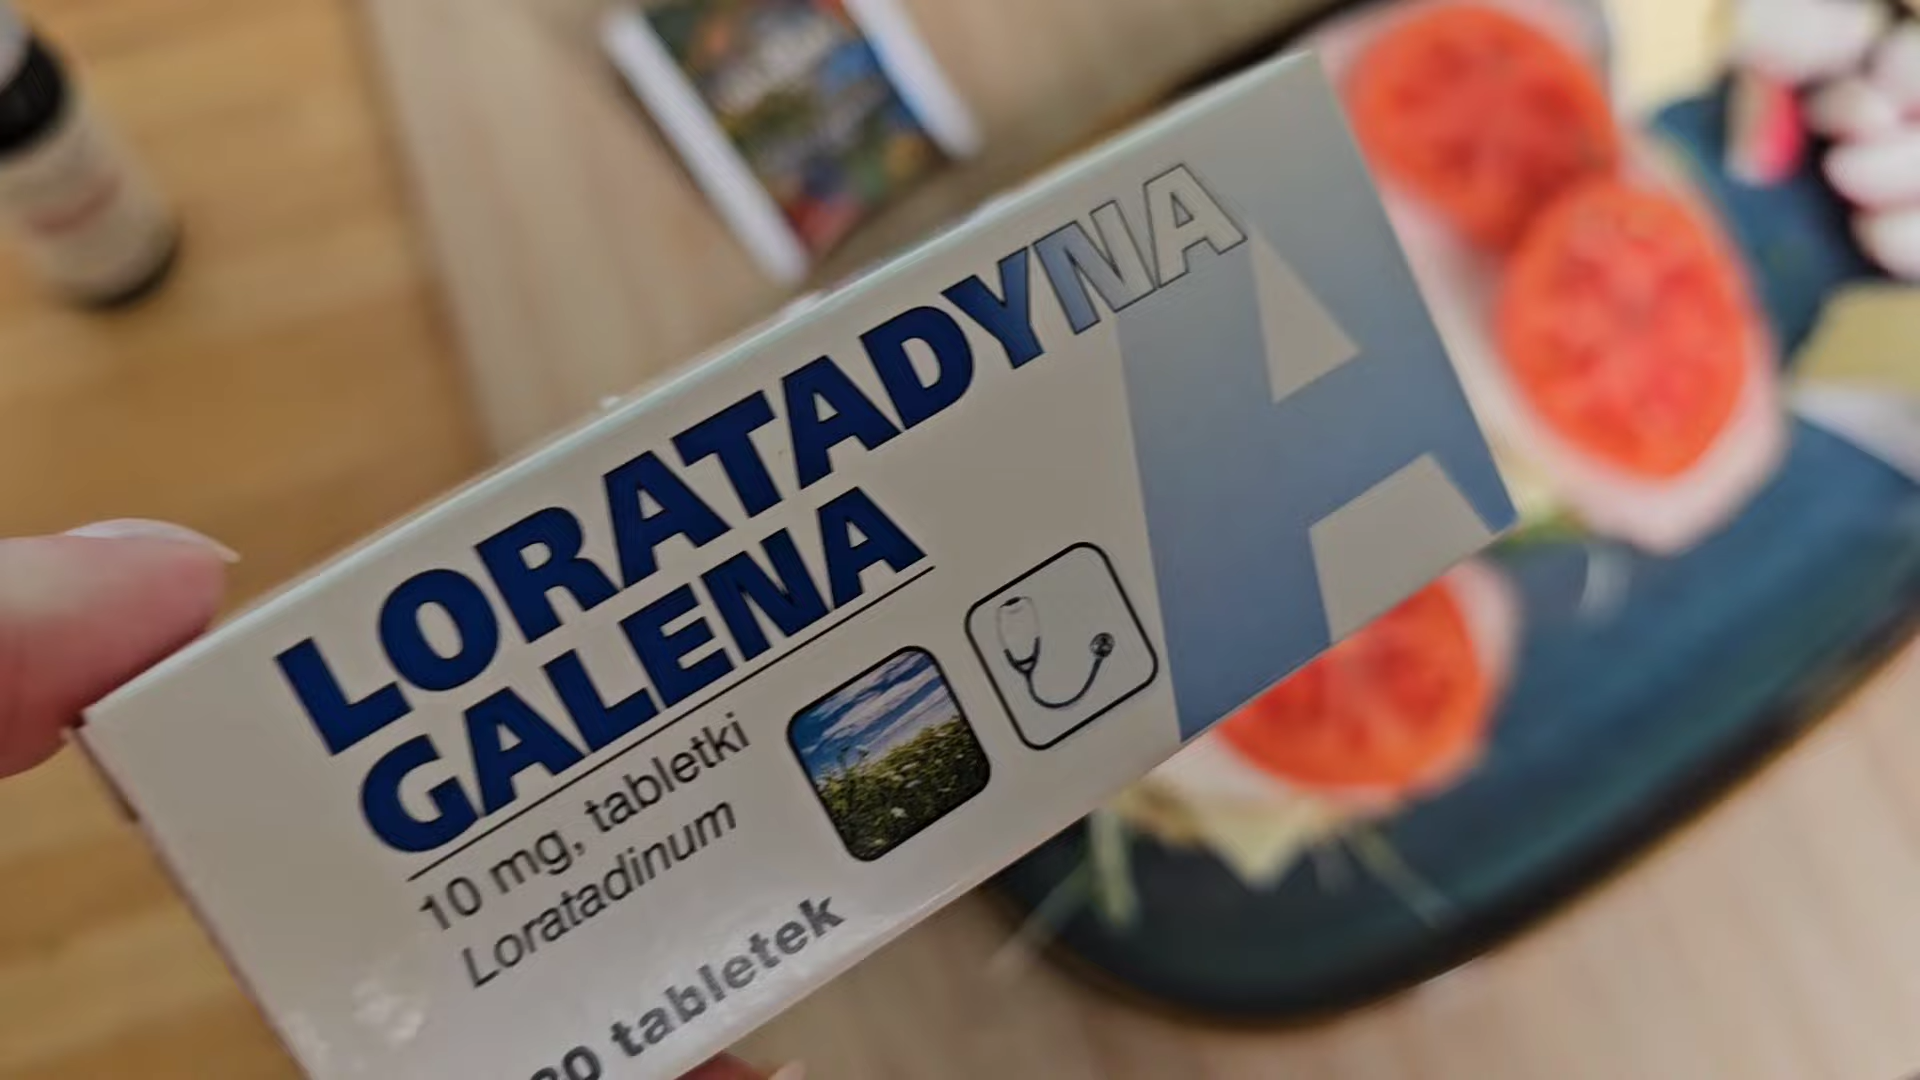 LORATADYNA
GALENA
10 mg, tabletki
Loratadinum
tabletek